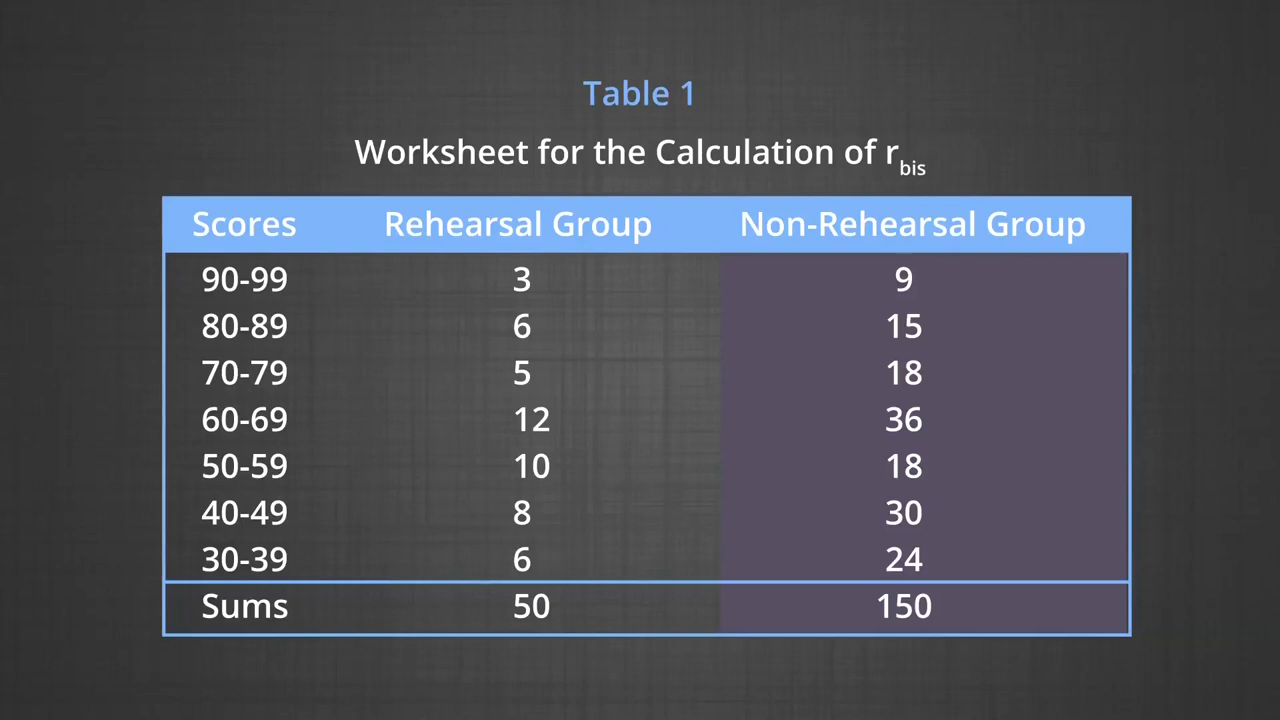 Table 1
Worksheet for the Calculation of rbis
Scores Rehearsal Group Non-Rehearsal Group
90-99 3 9
80-89 6 15
70-79 5 18
60-69 12 36
50-59 10 18
40-49 8 30
30-39 6 24
Sums 50 150